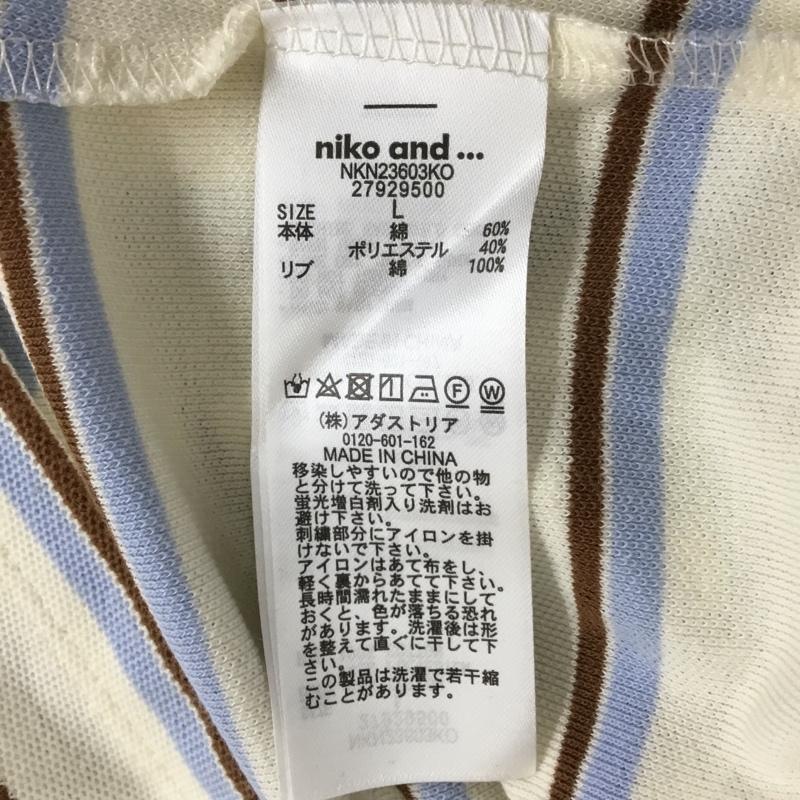 niko and ...
NKN23603KO
27929500
SIZE L
本体 綿 60%
ポリエステル 40%
リブ 綿 100%
F W
(株)アダストリア
0120-601-162
MADE IN CHINA
移染しやすいので他の物
と分けて洗って下さい。
蛍光増白剤入り洗剤はお
避け下さい。
刺繍部分にアイロンを掛
けないで下さい。
アイロンはあて布をし、
軽く裏からあてて下さい。
長時間濡れたままにして
おくと、色が落ちる恐れ
があります。洗濯後は形
を整えて直ぐに干して下
さい。
この製品は洗濯で若干縮
むことがあります。
27929500
NKN23603KO